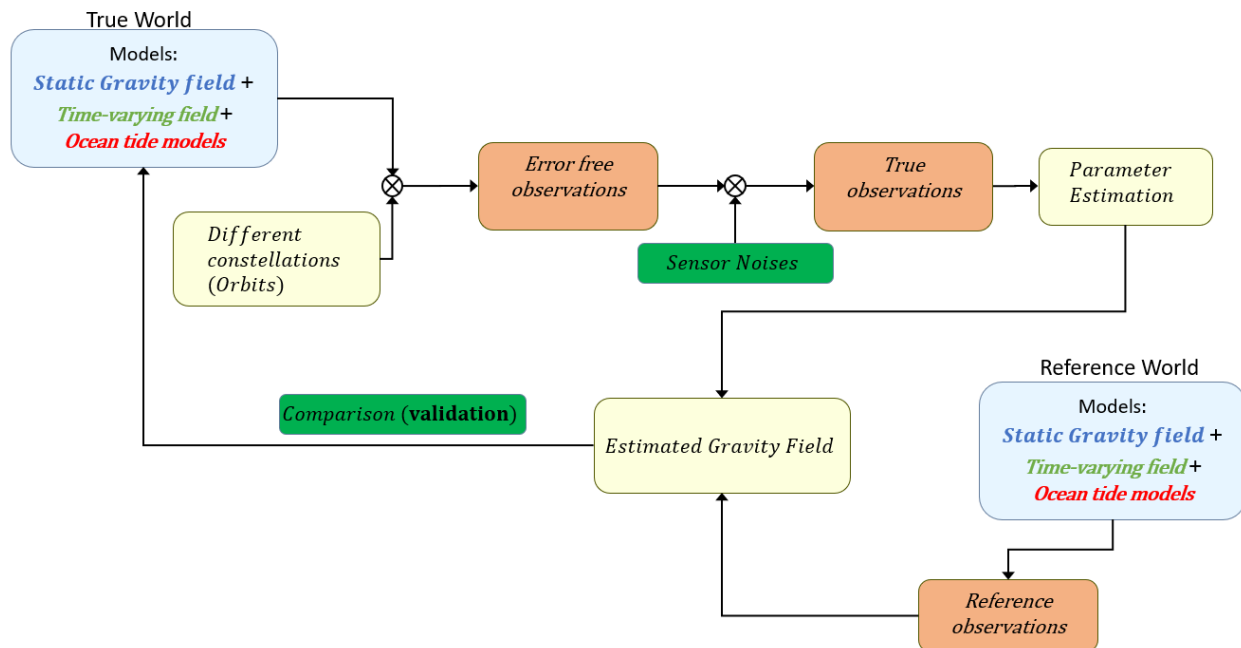 True World
Models:
Static Gravity field +
Time-varying field +
Ocean tide models
Different
constellations
(Orbits)
Error free
observations
Sensor Noises
True
observations
Parameter
Estimation
Comparison (validation)
Estimated Gravity Field
Reference World
Models:
Static Gravity field +
Time-varying field +
Ocean tide models
Reference
observations